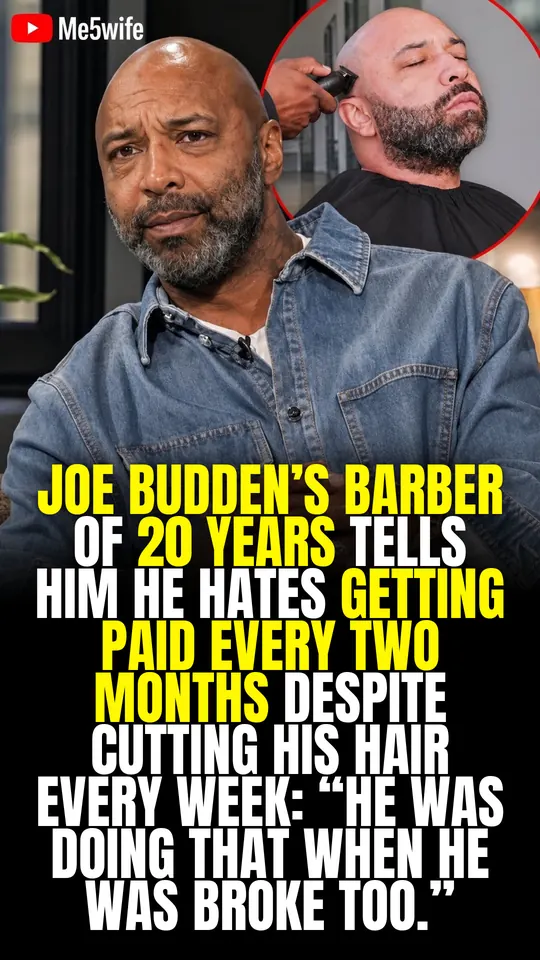 Me5wife
JOE BUDDEN’S BARBER
OF 20 YEARS TELLS
HIM HE HATES GETTING
PAID EVERY TWO
MONTHS DESPITE
CUTTING HIS HAIR
EVERY WEEK: “HE WAS
DOING THAT WHEN HE
WAS BROKE TOO.”